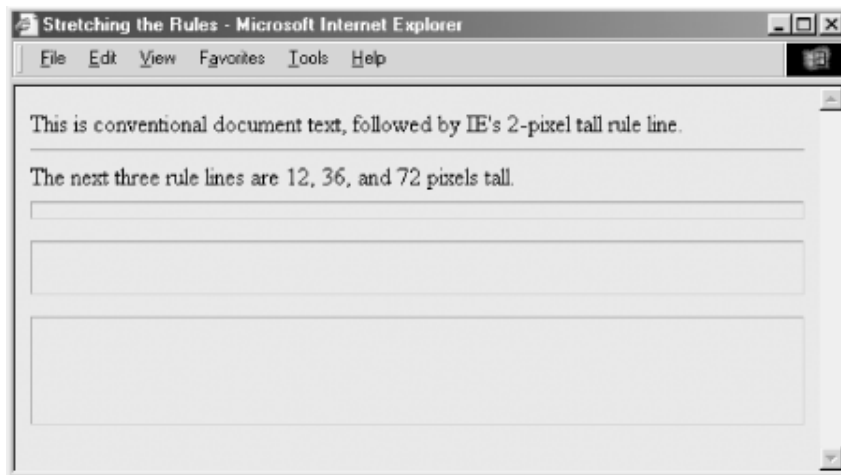 Stretching the Rules - Microsoft Internet Explorer
File Edit View Favorites Tools Help
This is conventional document text, followed by IE's 2-pixel tall rule line.
The next three rule lines are 12, 36, and 72 pixels tall.